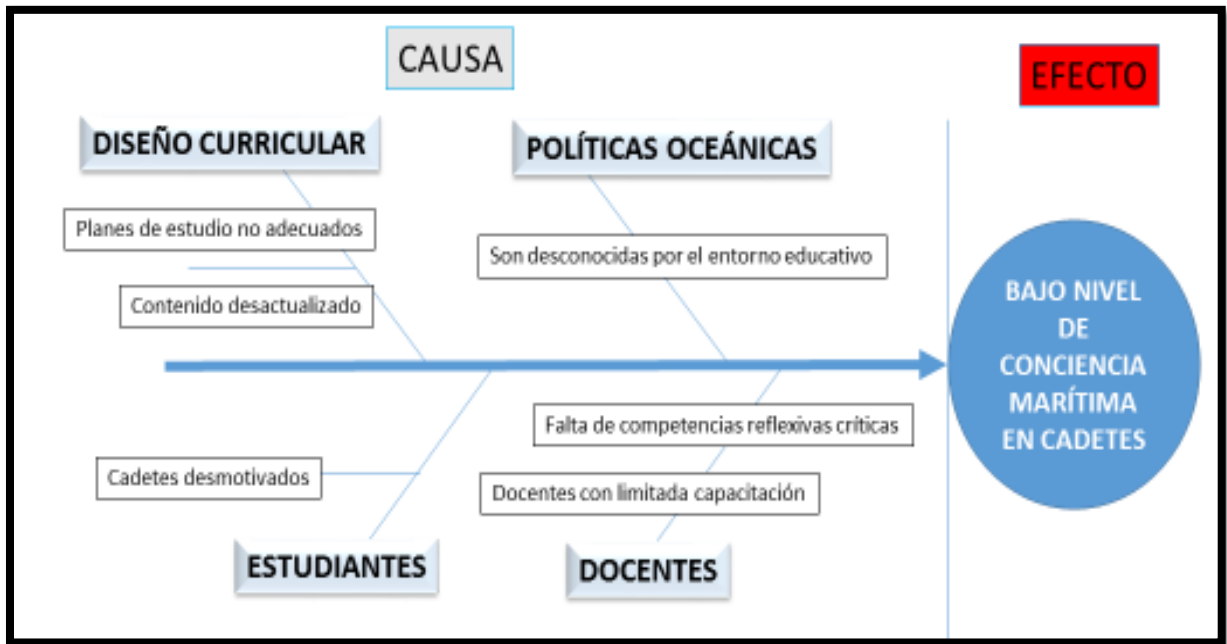 CAUSA
EFECTO
DISEÑO CURRICULAR
POLÍTICAS OCEÁNICAS
Planes de estudio no adecuados
Son desconocidas por el entorno educativo
Contenido desactualizado
BAJO NIVEL
DE
CONCIENCIA
MARÍTIMA
EN CADETES
Falta de competencias reflexivas críticas
Cadetes desmotivados
Docentes con limitada capacitación
ESTUDIANTES
DOCENTES